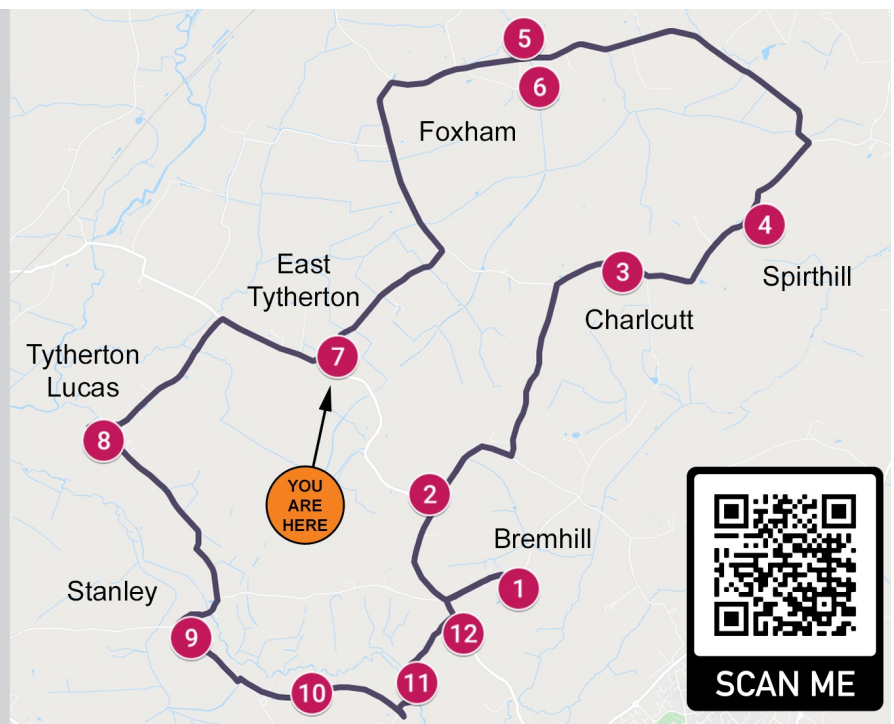 5
6
Foxham
4
East
Tytherton
3
Spirthill
Charlcutt
7
Tytherton
Lucas
8
YOU
ARE
HERE
2
Bremhill
1
Stanley
12
9
11
10
SCAN ME